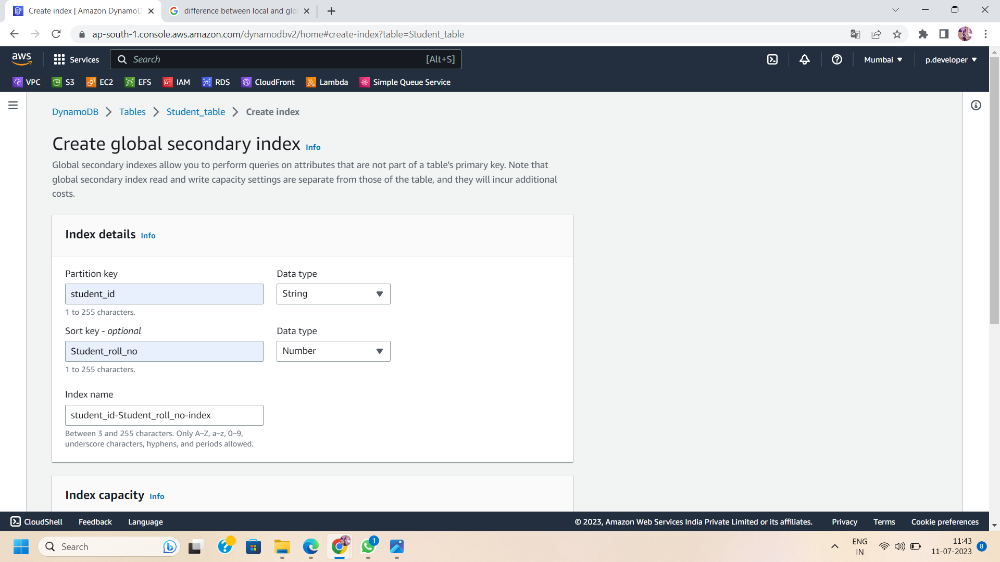 Create index | Amazon DynamoD
difference between local and glo
ap-south-1.console.aws.amazon.com/dynamodbv2/home#create-index?table=Student_table
aws
Services
Search
[Alt+S]
Mumbai
p.developer
VPC
S3
EC2
EFS
IAM
RDS
CloudFront
Lambda
Simple Queue Service
DynamoDB
Tables
Student_table
Create index
Create global secondary index Info
Global secondary indexes allow you to perform queries on attributes that are not part of a table's primary key. Note that
global secondary index read and write capacity settings are separate from those of the table, and they will incur additional
costs.
Index details Info
Partition key
Data type
student_id
String
1 to 255 characters.
Sort key - optional
Data type
Student_roll_no
Number
1 to 255 characters.
Index name
student_id-Student_roll_no-index
Between 3 and 255 characters. Only A–Z, a–z, 0–9,
underscore characters, hyphens, and periods allowed.
Index capacity Info
CloudShell
Feedback
Language
© 2023, Amazon Web Services India Private Limited or its affiliates.
Privacy
Terms
Cookie preferences
Search
1
ENG
IN
11:43
11-07-2023
8